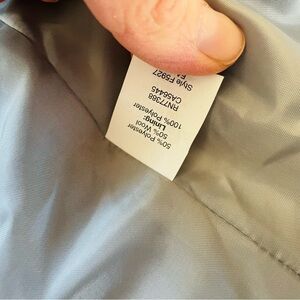 50% Polyester
50% Wool
Lining:
100% Polyester
RN77388
CA56445
Style F5927